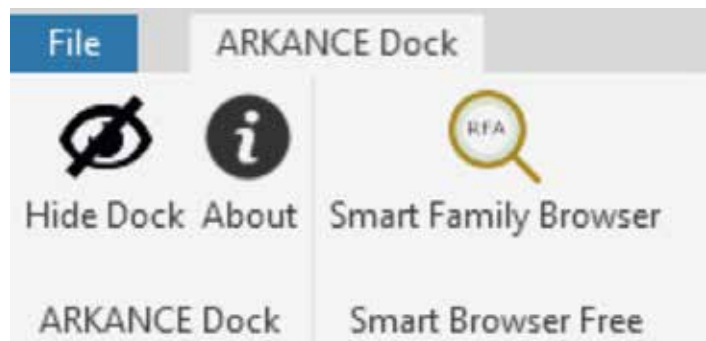 File ARKANCE Dock
RFA
Hide Dock About Smart Family Browser
ARKANCE Dock Smart Browser Free